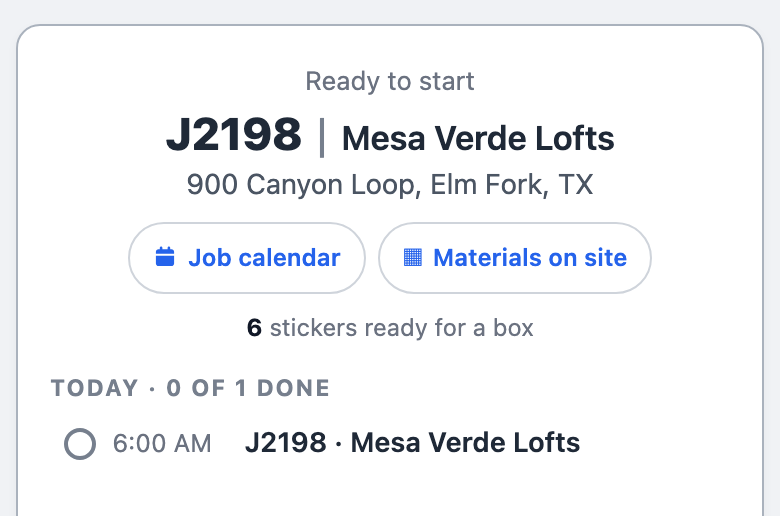 Ready to start
J2198 | Mesa Verde Lofts
900 Canyon Loop, Elm Fork, TX
Job calendar Materials on site
6 stickers ready for a box
TODAY · 0 OF 1 DONE
6:00 AM J2198 · Mesa Verde Lofts